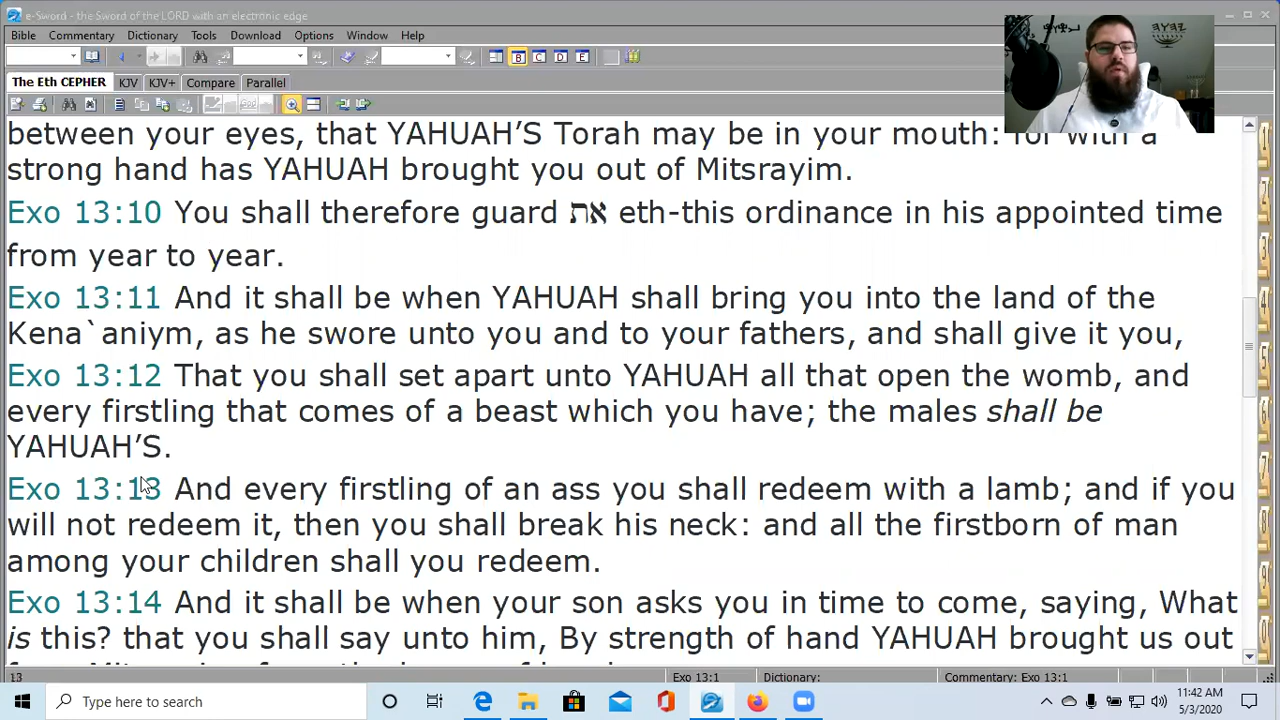 e-Sword - the Sword of the LORD with an electronic edge
Bible Commentary Dictionary Tools Download Options Window Help
B C D E
The Eth CEPHER KJV KJV+ Compare Parallel
between your eyes, that YAHUAH’S Torah may be in your mouth: for with a
strong hand has YAHUAH brought you out of Mitsrayim.
Exo 13:10 You shall therefore guard את eth-this ordinance in his appointed time
from year to year.
Exo 13:11 And it shall be when YAHUAH shall bring you into the land of the
Kena`aniym, as he swore unto you and to your fathers, and shall give it you,
Exo 13:12 That you shall set apart unto YAHUAH all that open the womb, and
every firstling that comes of a beast which you have; the males shall be
YAHUAH’S.
Exo 13:13 And every firstling of an ass you shall redeem with a lamb; and if you
will not redeem it, then you shall break his neck: and all the firstborn of man
among your children shall you redeem.
Exo 13:14 And it shall be when your son asks you in time to come, saying, What
is this? that you shall say unto him, By strength of hand YAHUAH brought us out
13 Exo 13:1 Dictionary: Commentary: Exo 13:1
Type here to search
11:42 AM
5/3/2020